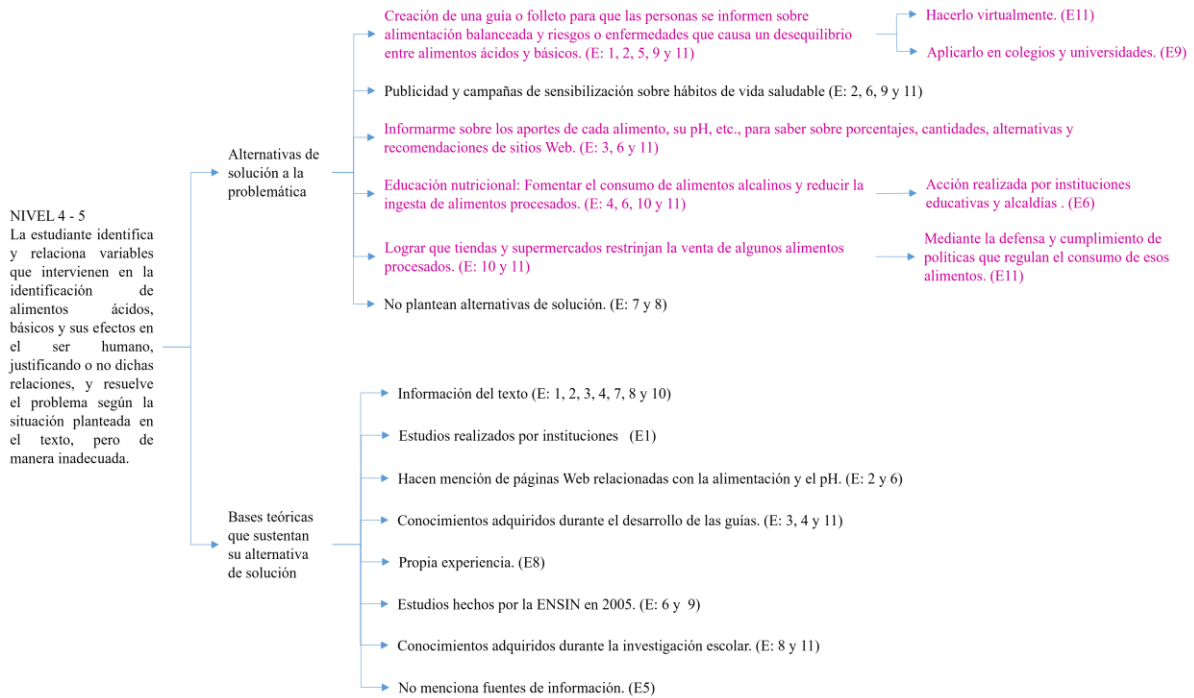 NIVEL 4 - 5
La estudiante identifica
y relaciona variables
que intervienen en la
identificación de
alimentos ácidos,
básicos y sus efectos en
el ser humano,
justificando o no dichas
relaciones, y resuelve
el problema según la
situación planteada en
el texto, pero de
manera inadecuada.
Alternativas de
solución a la
problemática
Creación de una guía o folleto para que las personas se informen sobre
alimentación balanceada y riesgos o enfermedades que causa un desequilibrio
entre alimentos ácidos y básicos. (E: 1, 2, 5, 9 y 11)
Hacerlo virtualmente. (E11)
Aplicarlo en colegios y universidades. (E9)
Publicidad y campañas de sensibilización sobre hábitos de vida saludable (E: 2, 6, 9 y 11)
Informarme sobre los aportes de cada alimento, su pH, etc., para saber sobre porcentajes, cantidades, alternativas y
recomendaciones de sitios Web. (E: 3, 6 y 11)
Educación nutricional: Fomentar el consumo de alimentos alcalinos y reducir la
ingesta de alimentos procesados. (E: 4, 6, 10 y 11)
Acción realizada por instituciones
educativas y alcaldías . (E6)
Lograr que tiendas y supermercados restrinjan la venta de algunos alimentos
procesados. (E: 10 y 11)
Mediante la defensa y cumplimiento de
políticas que regulan el consumo de esos
alimentos. (E11)
No plantean alternativas de solución. (E: 7 y 8)
Bases teóricas
que sustentan
su alternativa
de solución
Información del texto (E: 1, 2, 3, 4, 7, 8 y 10)
Estudios realizados por instituciones (E1)
Hacen mención de páginas Web relacionadas con la alimentación y el pH. (E: 2 y 6)
Conocimientos adquiridos durante el desarrollo de las guías. (E: 3, 4 y 11)
Propia experiencia. (E8)
Estudios hechos por la ENSIN en 2005. (E: 6 y 9)
Conocimientos adquiridos durante la investigación escolar. (E: 8 y 11)
No menciona fuentes de información. (E5)